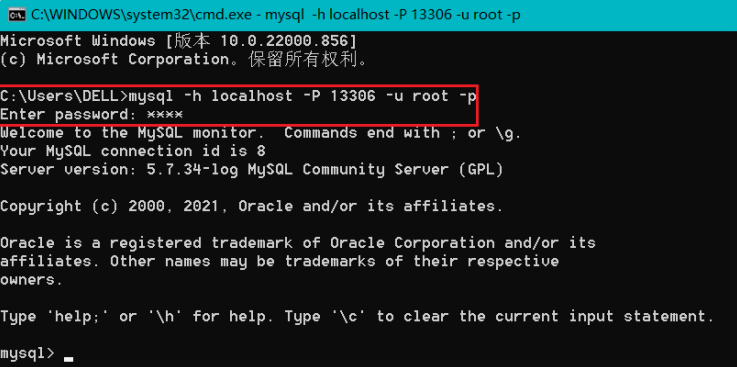 C:\WINDOWS\system32\cmd.exe - mysql -h localhost -P 13306 -u root -p
Microsoft Windows [版本 10.0.22000.856]
(c) Microsoft Corporation。保留所有权利。
C:\Users\DELL>mysql -h localhost -P 13306 -u root -p
Enter password: ****
Welcome to the MySQL monitor.  Commands end with ; or \g.
Your MySQL connection id is 8
Server version: 5.7.34-log MySQL Community Server (GPL)
Copyright (c) 2000, 2021, Oracle and/or its affiliates.
Oracle is a registered trademark of Oracle Corporation and/or its
affiliates. Other names may be trademarks of their respective
owners.
Type 'help;' or '\h' for help. Type '\c' to clear the current input statement.
mysql> _